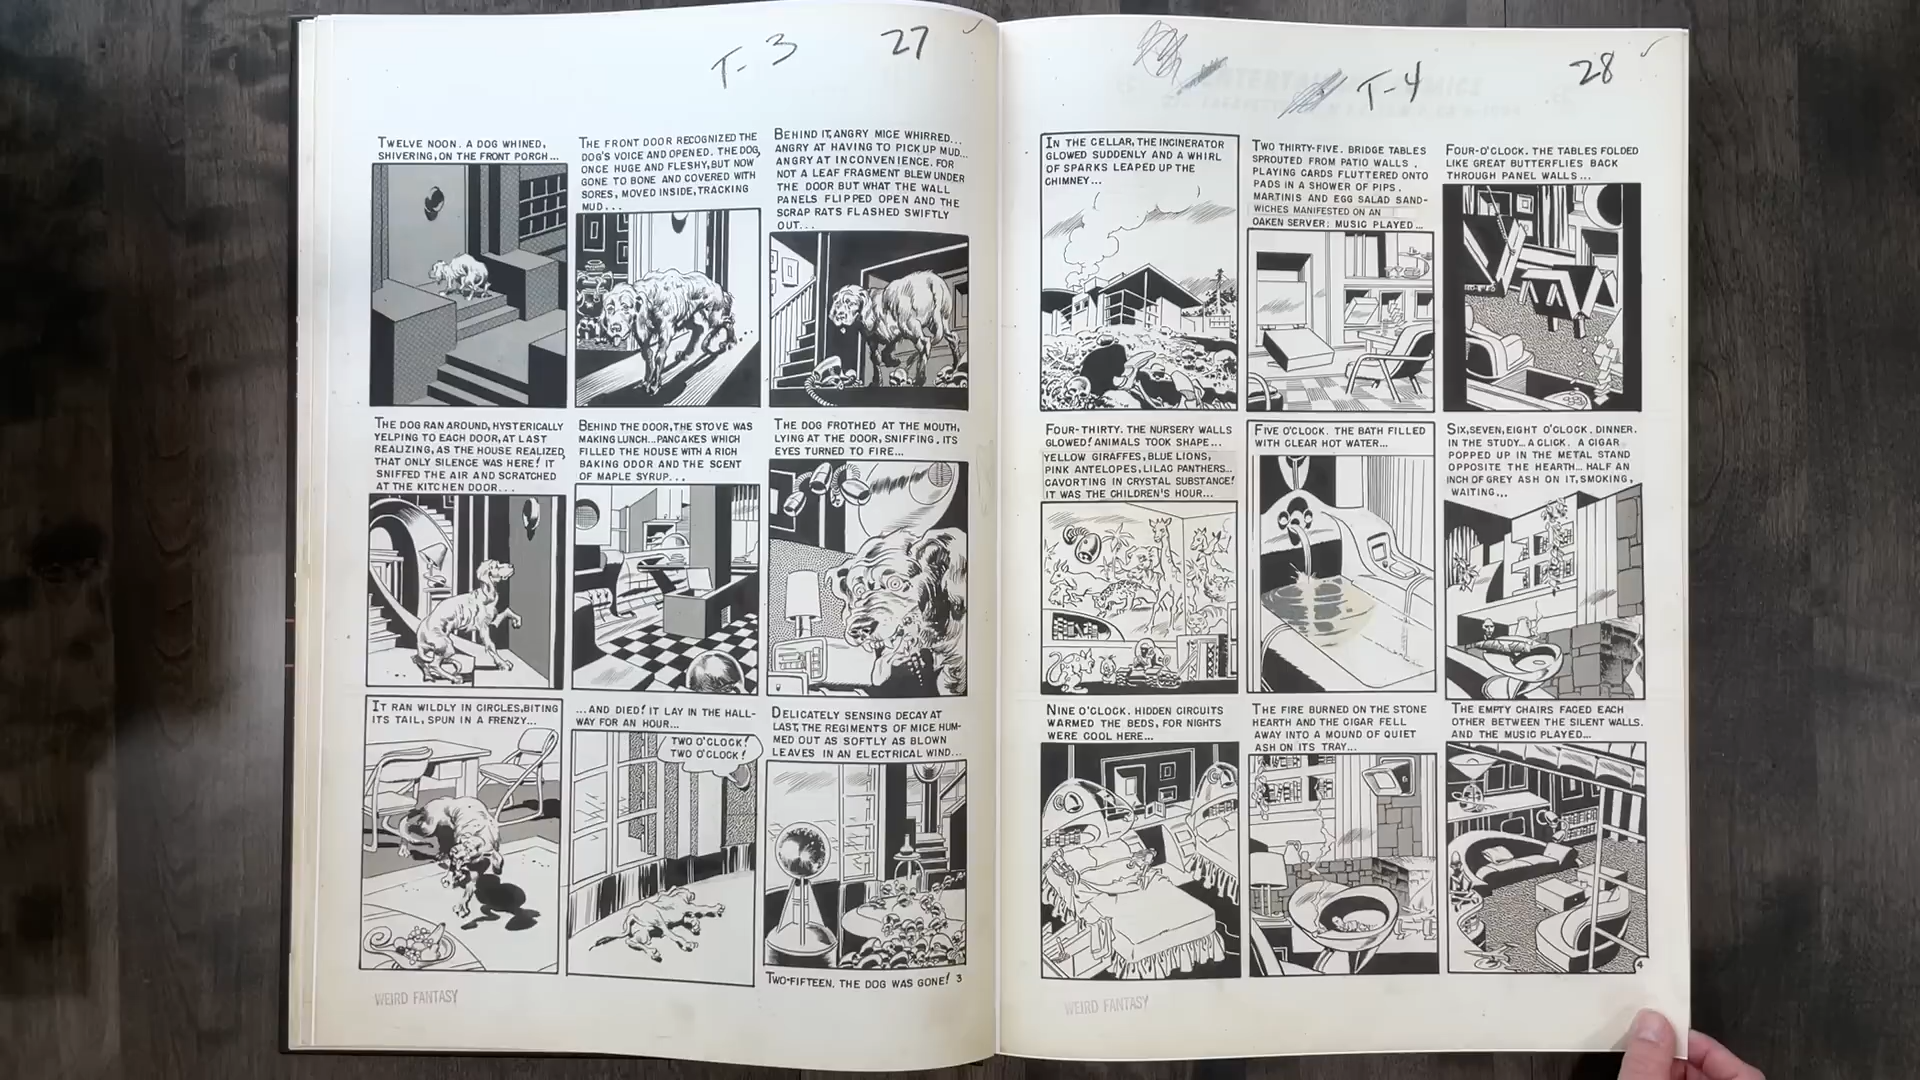 T-3
27
TWELVE NOON. A DOG WHINED,
SHIVERING, ON THE FRONT PORCH...
THE FRONT DOOR RECOGNIZED THE
DOG'S VOICE AND OPENED. THE DOG,
ONCE HUGE AND FLESHY, BUT NOW
GONE TO BONE AND COVERED WITH
SORES, MOVED INSIDE, TRACKING
MUD...
BEHIND IT, ANGRY MICE WHIRRED...
ANGRY AT HAVING TO PICK UP MUD...
ANGRY AT INCONVENIENCE. FOR
NOT A LEAF FRAGMENT BLEW UNDER
THE DOOR BUT WHAT THE WALL
PANELS FLIPPED OPEN AND THE
SCRAP RATS FLASHED SWIFTLY
OUT...
THE DOG RAN AROUND, HYSTERICALLY
YELPING TO EACH DOOR, AT LAST
REALIZING, AS THE HOUSE REALIZED,
THAT ONLY SILENCE WAS HERE! IT
SNIFFED THE AIR AND SCRATCHED
AT THE KITCHEN DOOR...
BEHIND THE DOOR, THE STOVE WAS
MAKING LUNCH... PANCAKES WHICH
FILLED THE HOUSE WITH A RICH
BAKING ODOR AND THE SCENT
OF MAPLE SYRUP...
THE DOG FROTHED AT THE MOUTH,
LYING AT THE DOOR, SNIFFING. ITS
EYES TURNED TO FIRE...
IT RAN WILDLY IN CIRCLES, BITING
ITS TAIL, SPUN IN A FRENZY...
...AND DIED! IT LAY IN THE HALL-
WAY FOR AN HOUR...
TWO O'CLOCK!
TWO O'CLOCK!
DELICATELY SENSING DECAY AT
LAST, THE REGIMENTS OF MICE HUM-
MED OUT AS SOFTLY AS BLOWN
LEAVES IN AN ELECTRICAL WIND...
TWO-FIFTEEN. THE DOG WAS GONE! 3
WEIRD FANTASY
T-4
28
IN THE CELLAR, THE INCINERATOR
GLOWED SUDDENLY AND A WHIRL
OF SPARKS LEAPED UP THE
CHIMNEY...
TWO THIRTY-FIVE. BRIDGE TABLES
SPROUTED FROM PATIO WALLS.
PLAYING CARDS FLUTTERED ONTO
PADS IN A SHOWER OF PIPS.
MARTINIS AND EGG SALAD SAND-
WICHES MANIFESTED ON AN
OAKEN SERVER. MUSIC PLAYED...
FOUR-O'CLOCK. THE TABLES FOLDED
LIKE GREAT BUTTERFLIES BACK
THROUGH PANEL WALLS...
FOUR-THIRTY. THE NURSERY WALLS
GLOWED! ANIMALS TOOK SHAPE...
YELLOW GIRAFFES, BLUE LIONS,
PINK ANTELOPES, LILAC PANTHERS...
CAVORTING IN CRYSTAL SUBSTANCE!
IT WAS THE CHILDREN'S HOUR...
FIVE O'CLOCK. THE BATH FILLED
WITH CLEAR HOT WATER...
SIX, SEVEN, EIGHT O'CLOCK. DINNER.
IN THE STUDY... A CLICK. A CIGAR
POPPED UP IN THE METAL STAND
OPPOSITE THE HEARTH... HALF AN
INCH OF GREY ASH ON IT, SMOKING,
WAITING...
NINE O'CLOCK. HIDDEN CIRCUITS
WARMED THE BEDS, FOR NIGHTS
WERE COOL HERE...
THE FIRE BURNED ON THE STONE
HEARTH AND THE CIGAR FELL
AWAY INTO A MOUND OF QUIET
ASH ON ITS TRAY...
THE EMPTY CHAIRS FACED EACH
OTHER BETWEEN THE SILENT WALLS.
AND THE MUSIC PLAYED...
4
WEIRD FANTASY